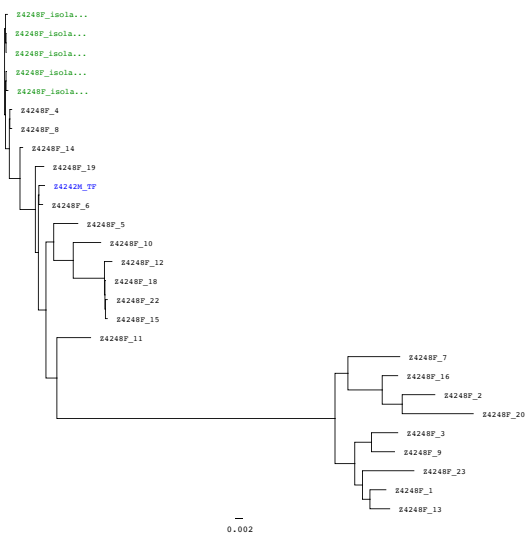 Z4248F_isola...
Z4248F_isola...
Z4248F_isola...
Z4248F_isola...
Z4248F_isola...
Z4248F_4
Z4248F_8
Z4248F_14
Z4248F_19
Z4242M_TF
Z4248F_6
Z4248F_5
Z4248F_10
Z4248F_12
Z4248F_18
Z4248F_22
Z4248F_15
Z4248F_11
Z4248F_7
Z4248F_16
Z4248F_2
Z4248F_20
Z4248F_3
Z4248F_9
Z4248F_23
Z4248F_1
Z4248F_13
0.002